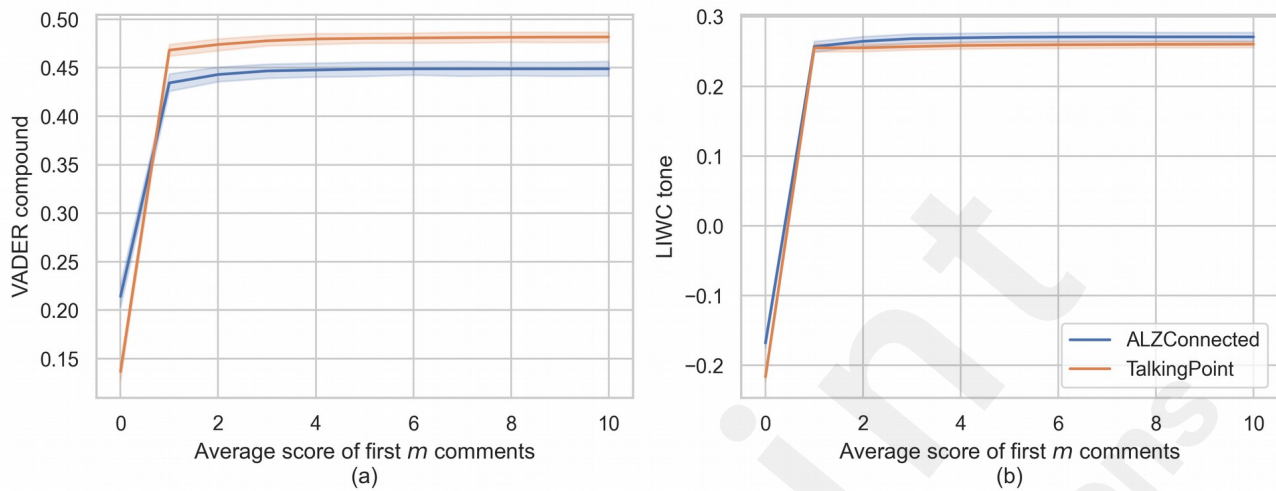 0.50
0.45
0.40
0.35
0.30
0.25
0.20
0.15
VADER compound
0 2 4 6 8 10
Average score of first m comments
(a)
0.3
0.2
0.1
0.0
−0.1
−0.2
LIWC tone
ALZConnected
TalkingPoint
0 2 4 6 8 10
Average score of first m comments
(b)